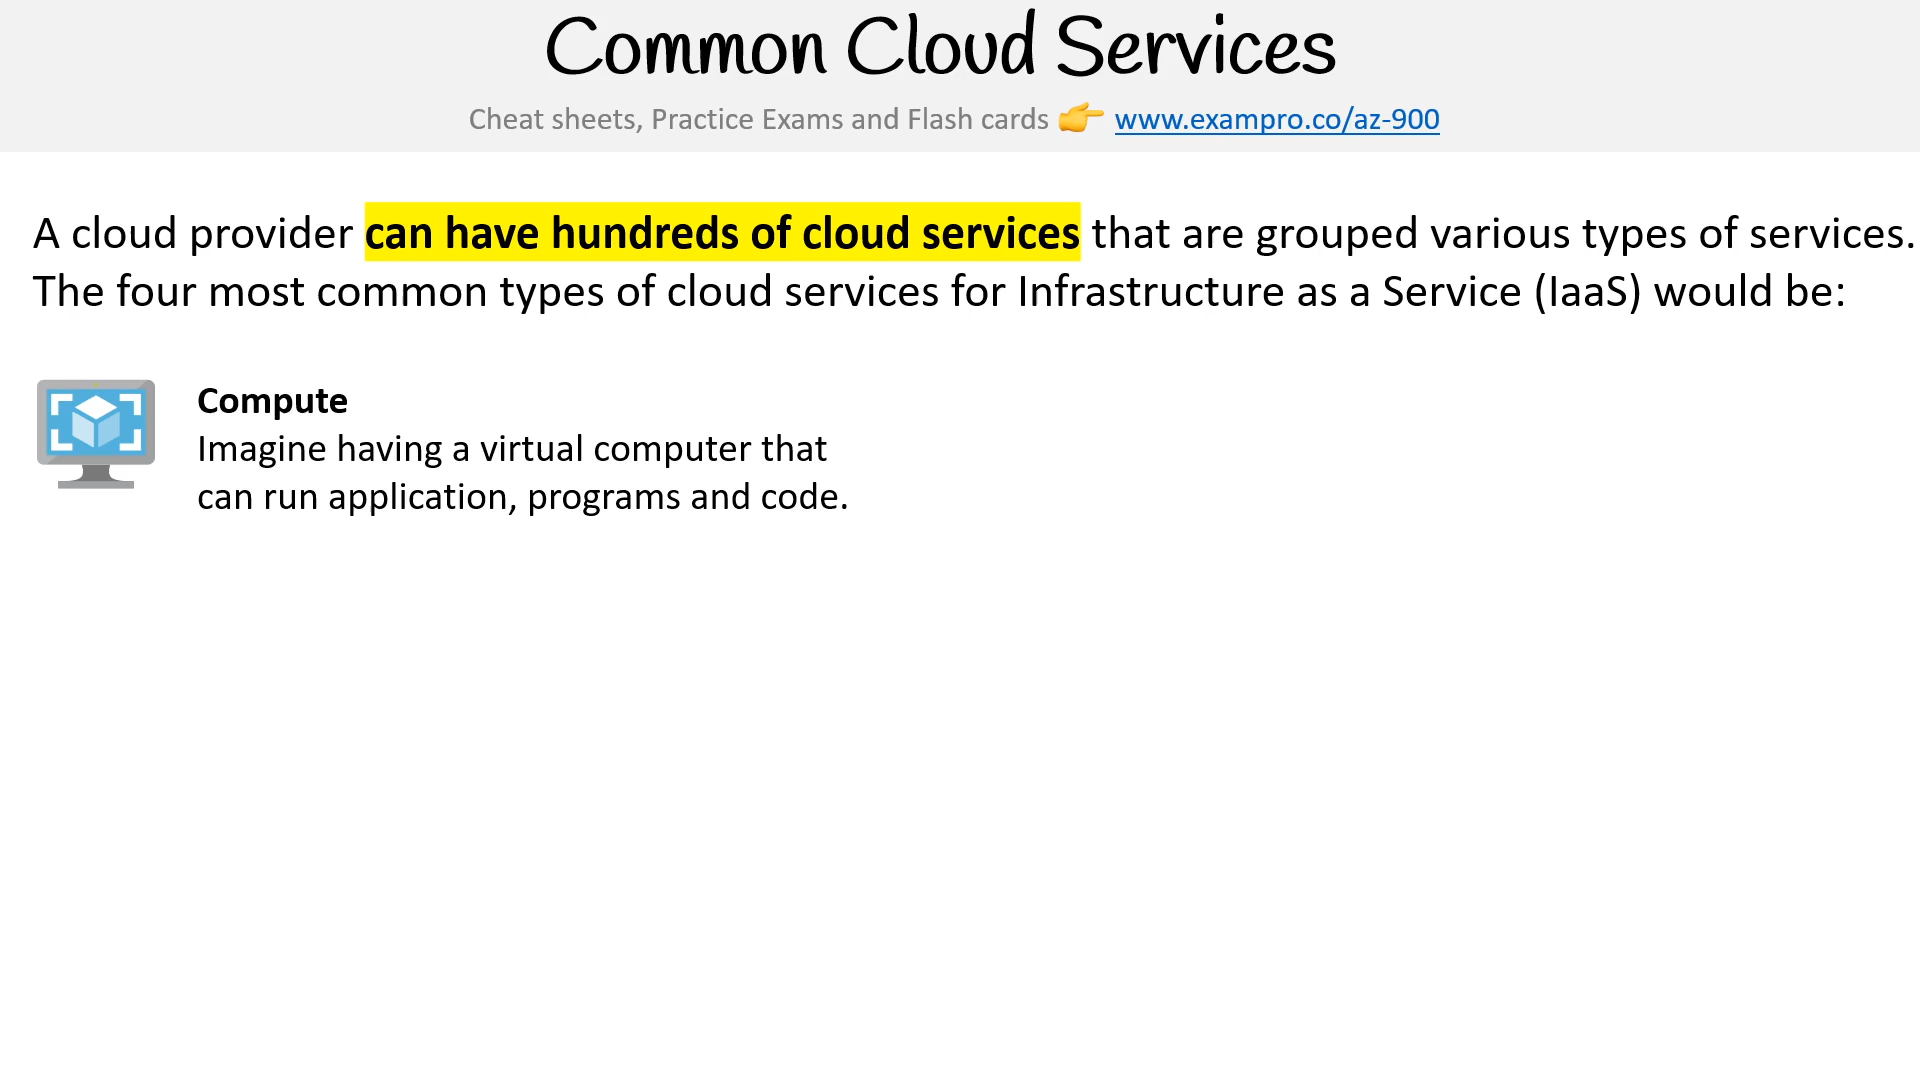 Common Cloud Services
Cheat sheets, Practice Exams and Flash cards 👉 www.exampro.co/az-900
A cloud provider can have hundreds of cloud services that are grouped various types of services.
The four most common types of cloud services for Infrastructure as a Service (IaaS) would be:
Compute
Imagine having a virtual computer that
can run application, programs and code.